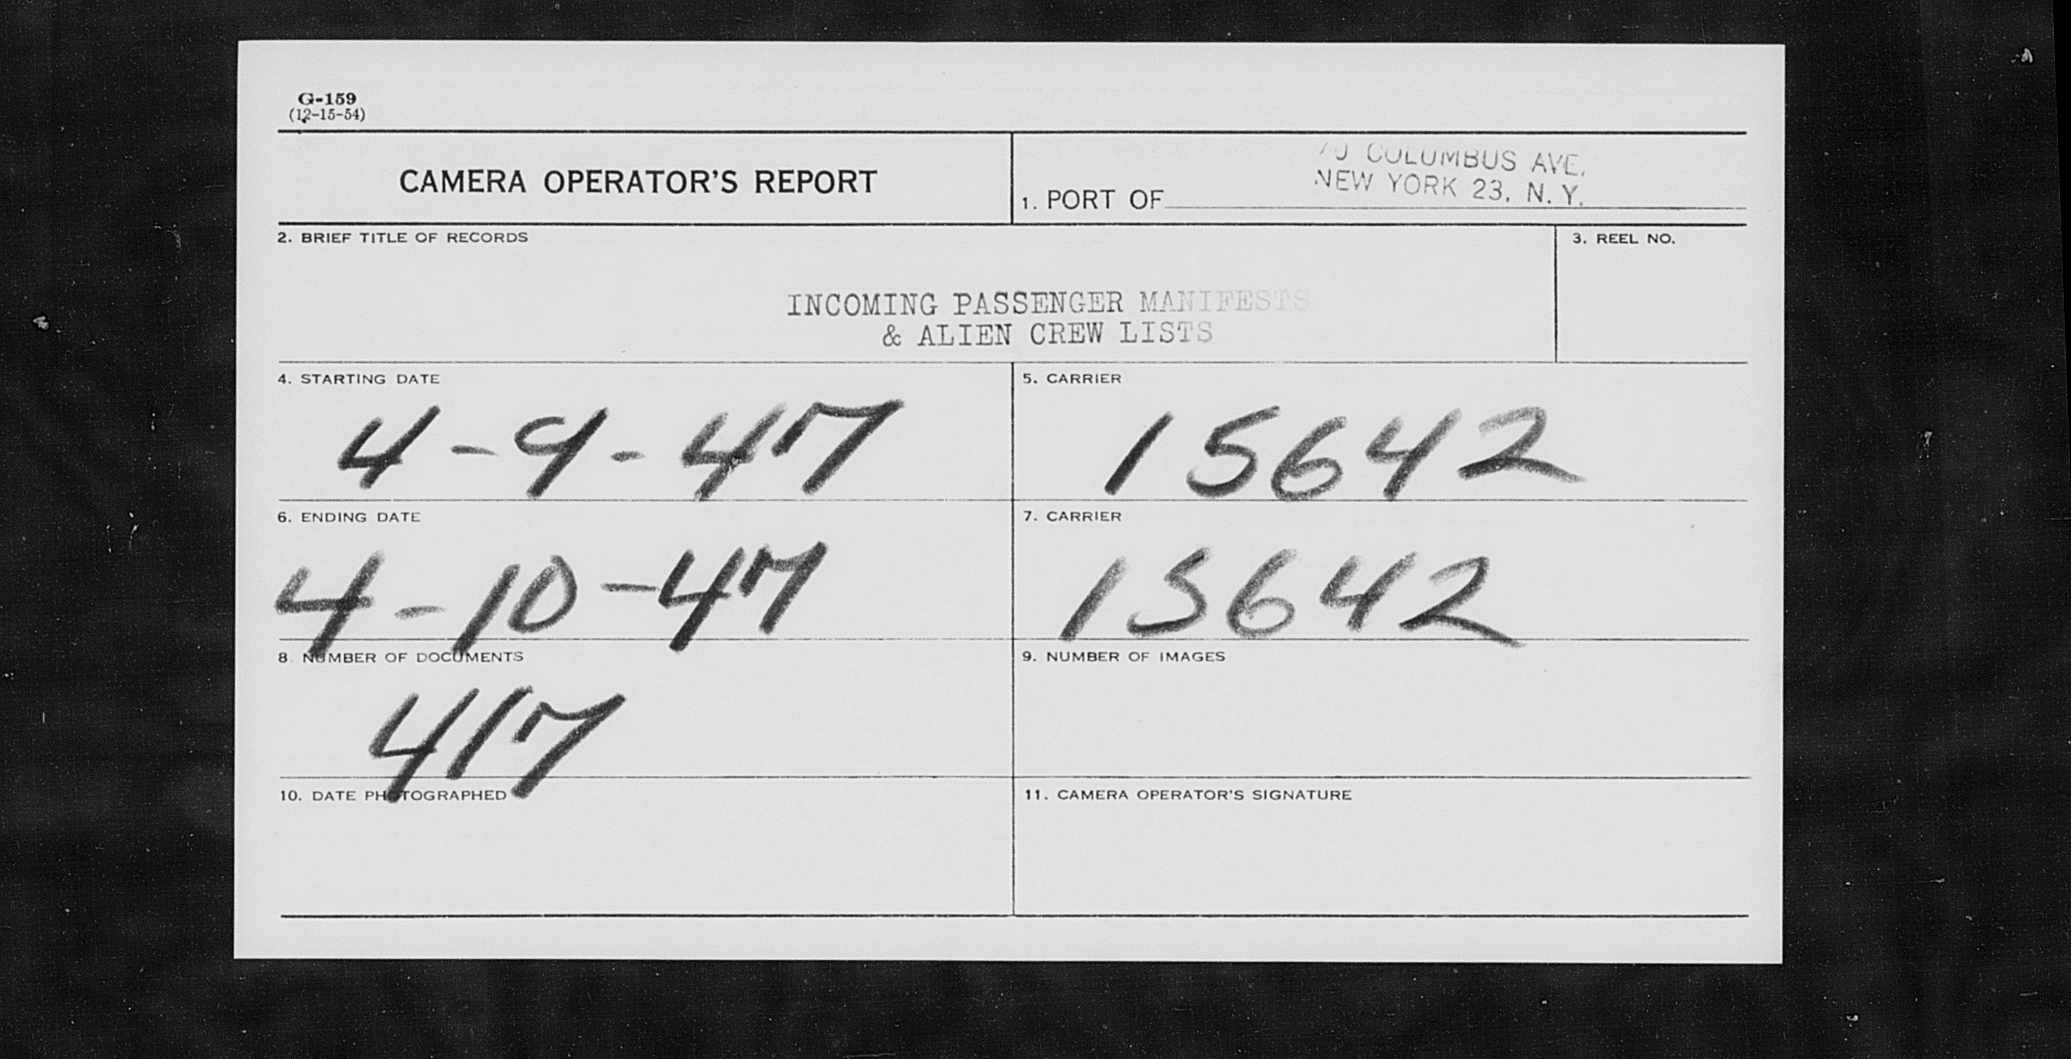 G-159
(12-15-54)
CAMERA OPERATOR'S REPORT
70 COLUMBUS AVE.
NEW YORK 23, N. Y.
1. PORT OF
2. BRIEF TITLE OF RECORDS
3. REEL NO.
INCOMING PASSENGER MANIFESTS
& ALIEN CREW LISTS
4. STARTING DATE
4-9-47
5. CARRIER
15642
6. ENDING DATE
4-10-47
7. CARRIER
15642
8. NUMBER OF DOCUMENTS
417
9. NUMBER OF IMAGES
10. DATE PHOTOGRAPHED
11. CAMERA OPERATOR'S SIGNATURE